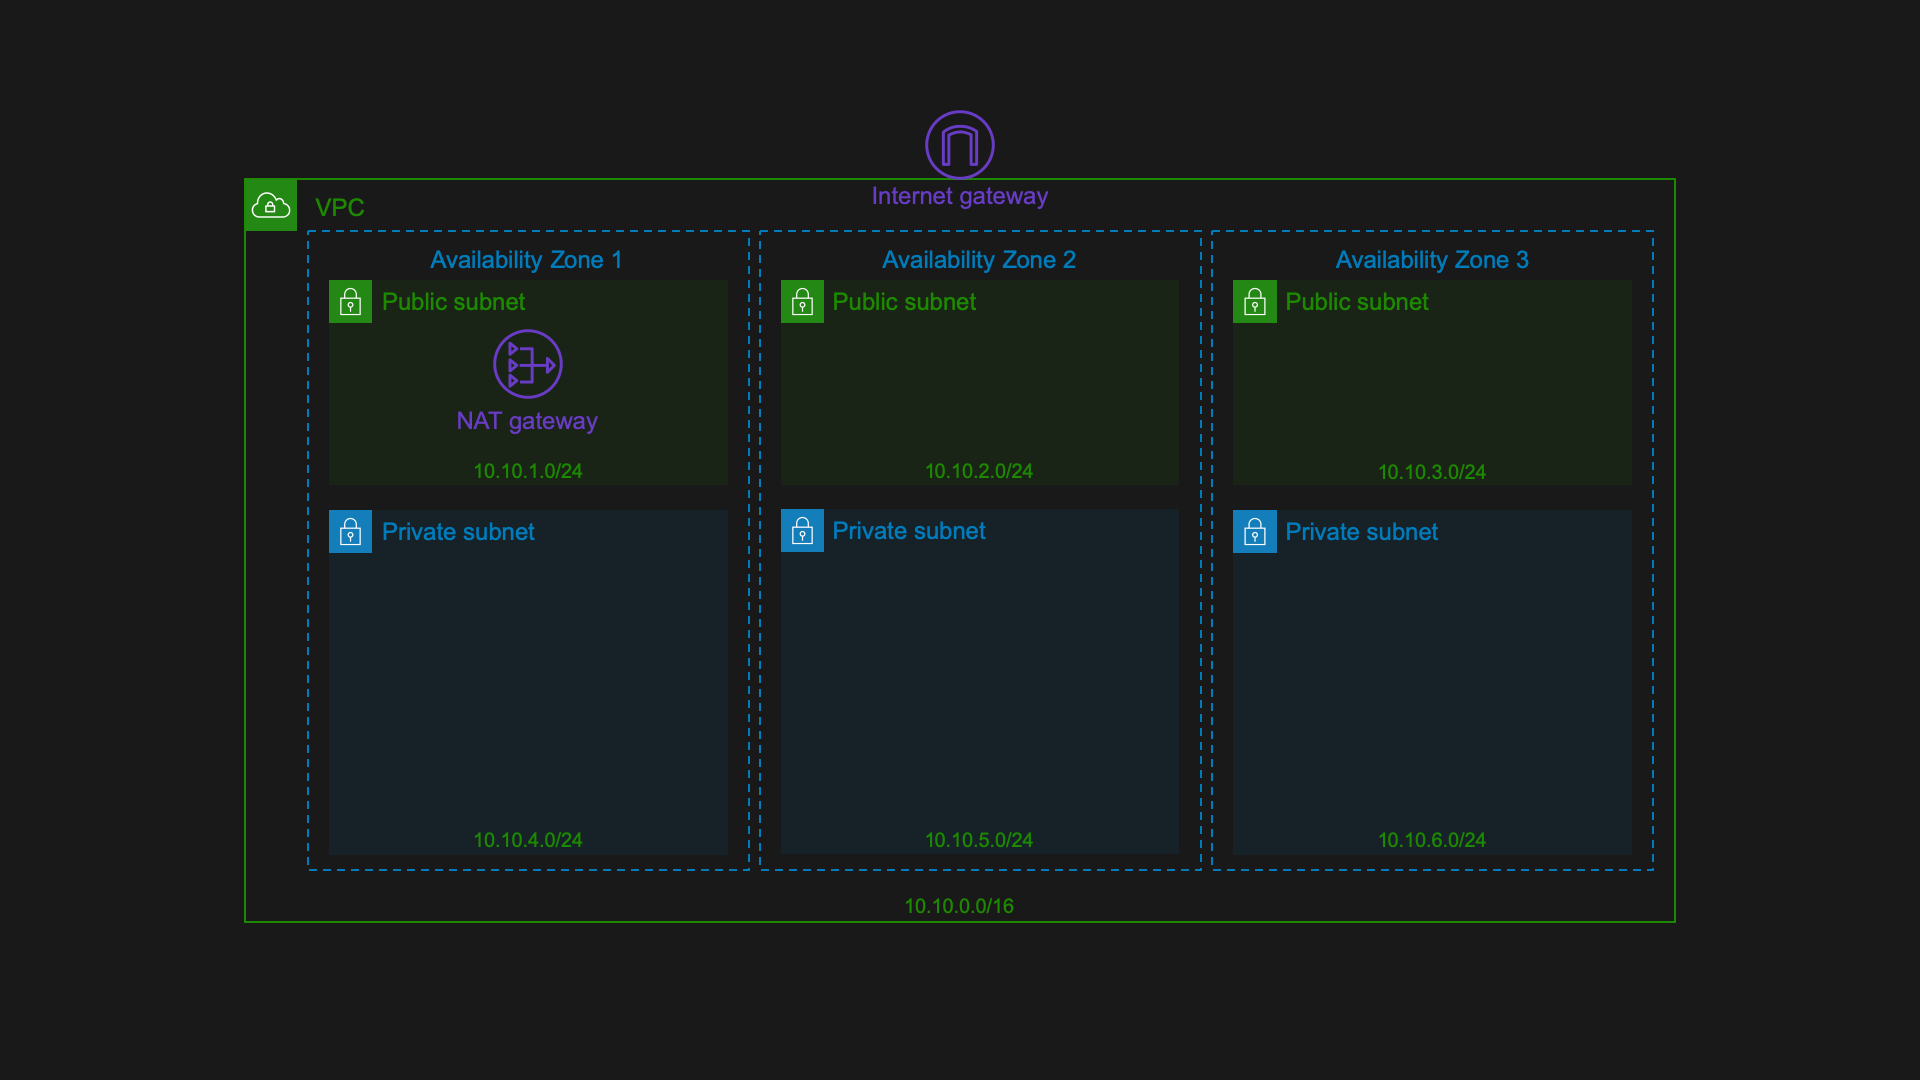 Internet gateway
VPC
Availability Zone 1
Availability Zone 2
Availability Zone 3
Public subnet
Public subnet
Public subnet
NAT gateway
10.10.1.0/24
10.10.2.0/24
10.10.3.0/24
Private subnet
Private subnet
Private subnet
10.10.4.0/24
10.10.5.0/24
10.10.6.0/24
10.10.0.0/16